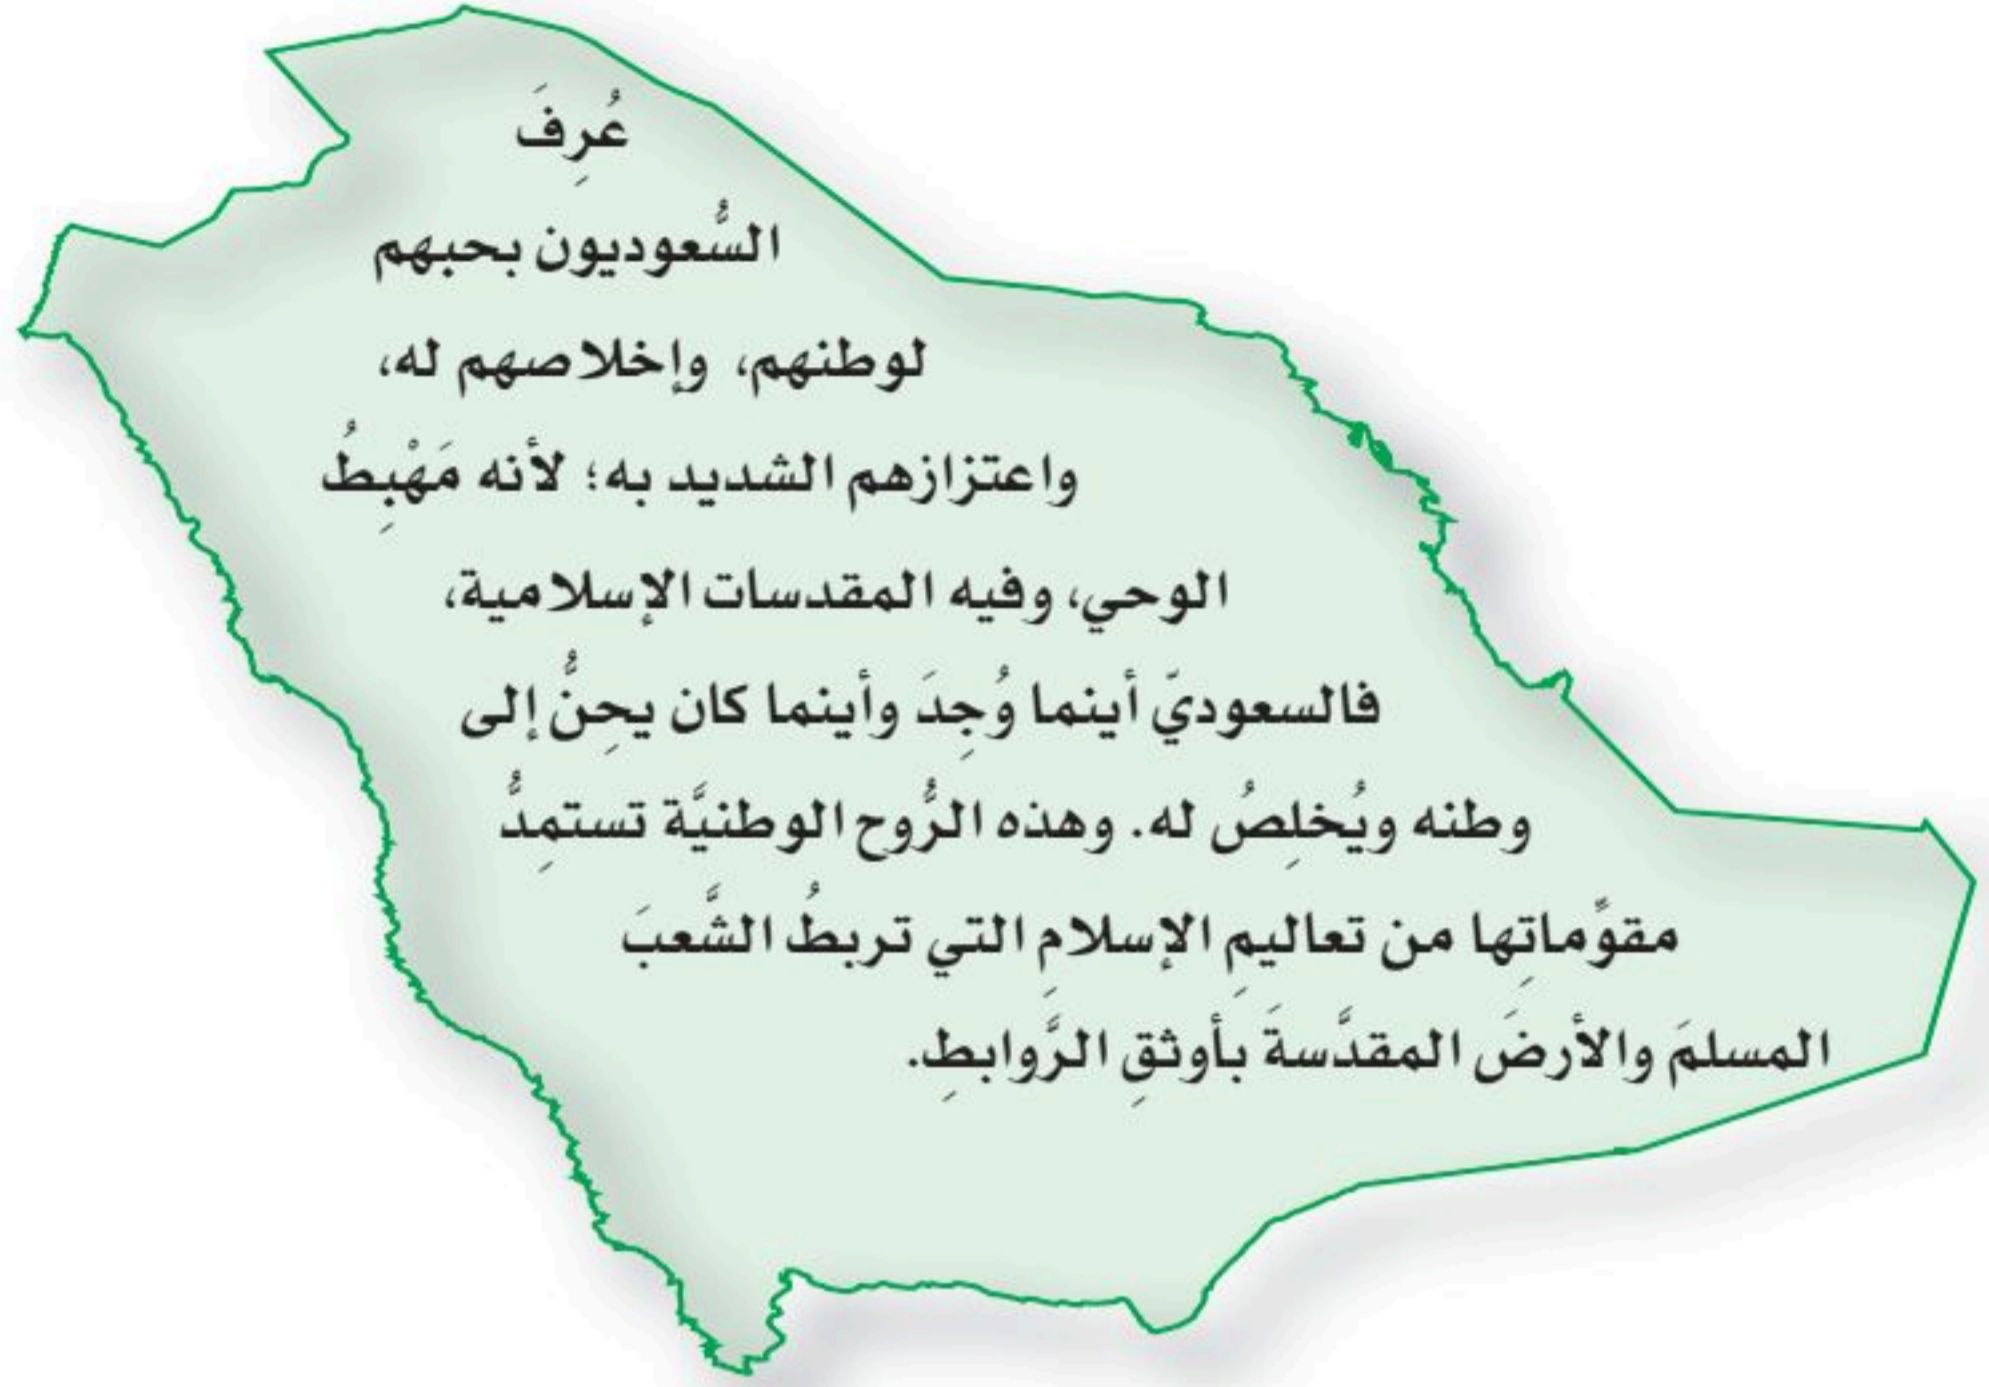 عُرِفَ
السُّعوديون بحبهم
لوطنهم، وإخلاصهم له،
واعتزازهم الشديد به؛ لأنه مَهْبِطُ
الوحي، وفيه المقدسات الإسلامية،
فالسعوديّ أينما وُجِدَ وأينما كان يحِنُّ إلى
وطنه ويُخلِصُ له. وهذه الرُّوح الوطنيَّة تستمِدُّ
مقوِّماتِها من تعاليمِ الإسلامِ التي تربطُ الشَّعبَ
المسلمَ والأرضَ المقدَّسةَ بأوثقِ الرَّوابطِ.